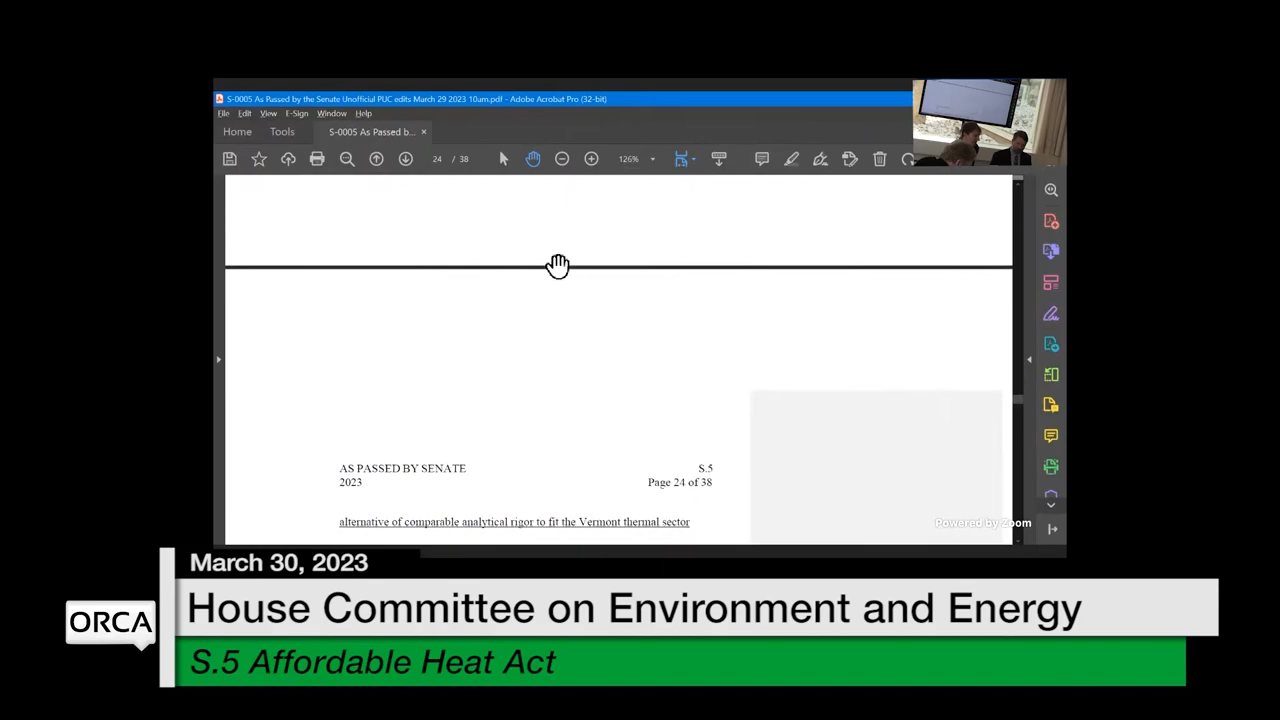 S-0005 As Passed by the Senate Unofficial PUC edits March 29 2023 10am.pdf - Adobe Acrobat Pro (32-bit)
File Edit View E-Sign Window Help
Home Tools S-0005 As Passed b... ×
24 / 38 126%
AS PASSED BY SENATE S.5
2023 Page 24 of 38
alternative of comparable analytical rigor to fit the Vermont thermal sector
Powered by Zoom
March 30, 2023
House Committee on Environment and Energy
ORCA
S.5 Affordable Heat Act